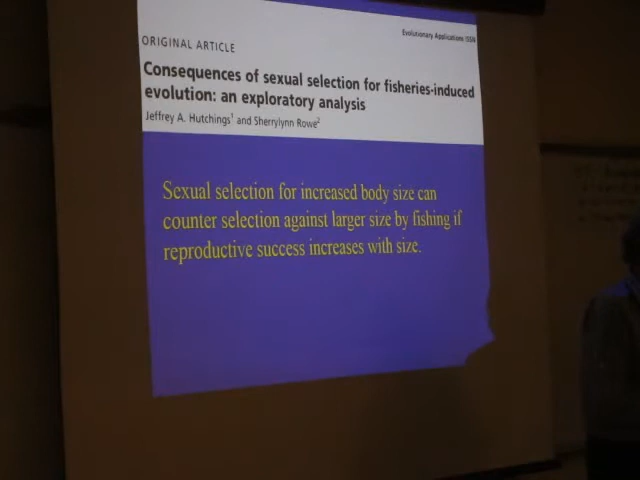 Evolutionary Applications ISSN
ORIGINAL ARTICLE
Consequences of sexual selection for fisheries-induced
evolution: an exploratory analysis
Jeffrey A. Hutchings¹ and Sherrylynn Rowe²
Sexual selection for increased body size can
counter selection against larger size by fishing if
reproductive success increases with size.